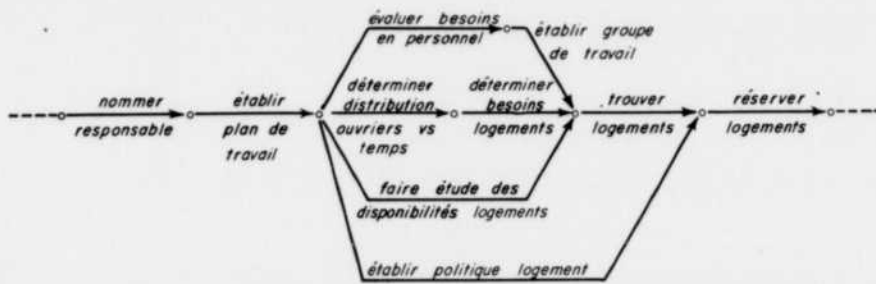 évaluer besoins
en personnel
établir groupe
de travail
nommer
responsable
établir
plan de
travail
déterminer
distribution
ouvriers vs
temps
déterminer
besoins
logements
trouver
logements
réserver
logements
faire étude des
disponibilités logements
établir politique logement